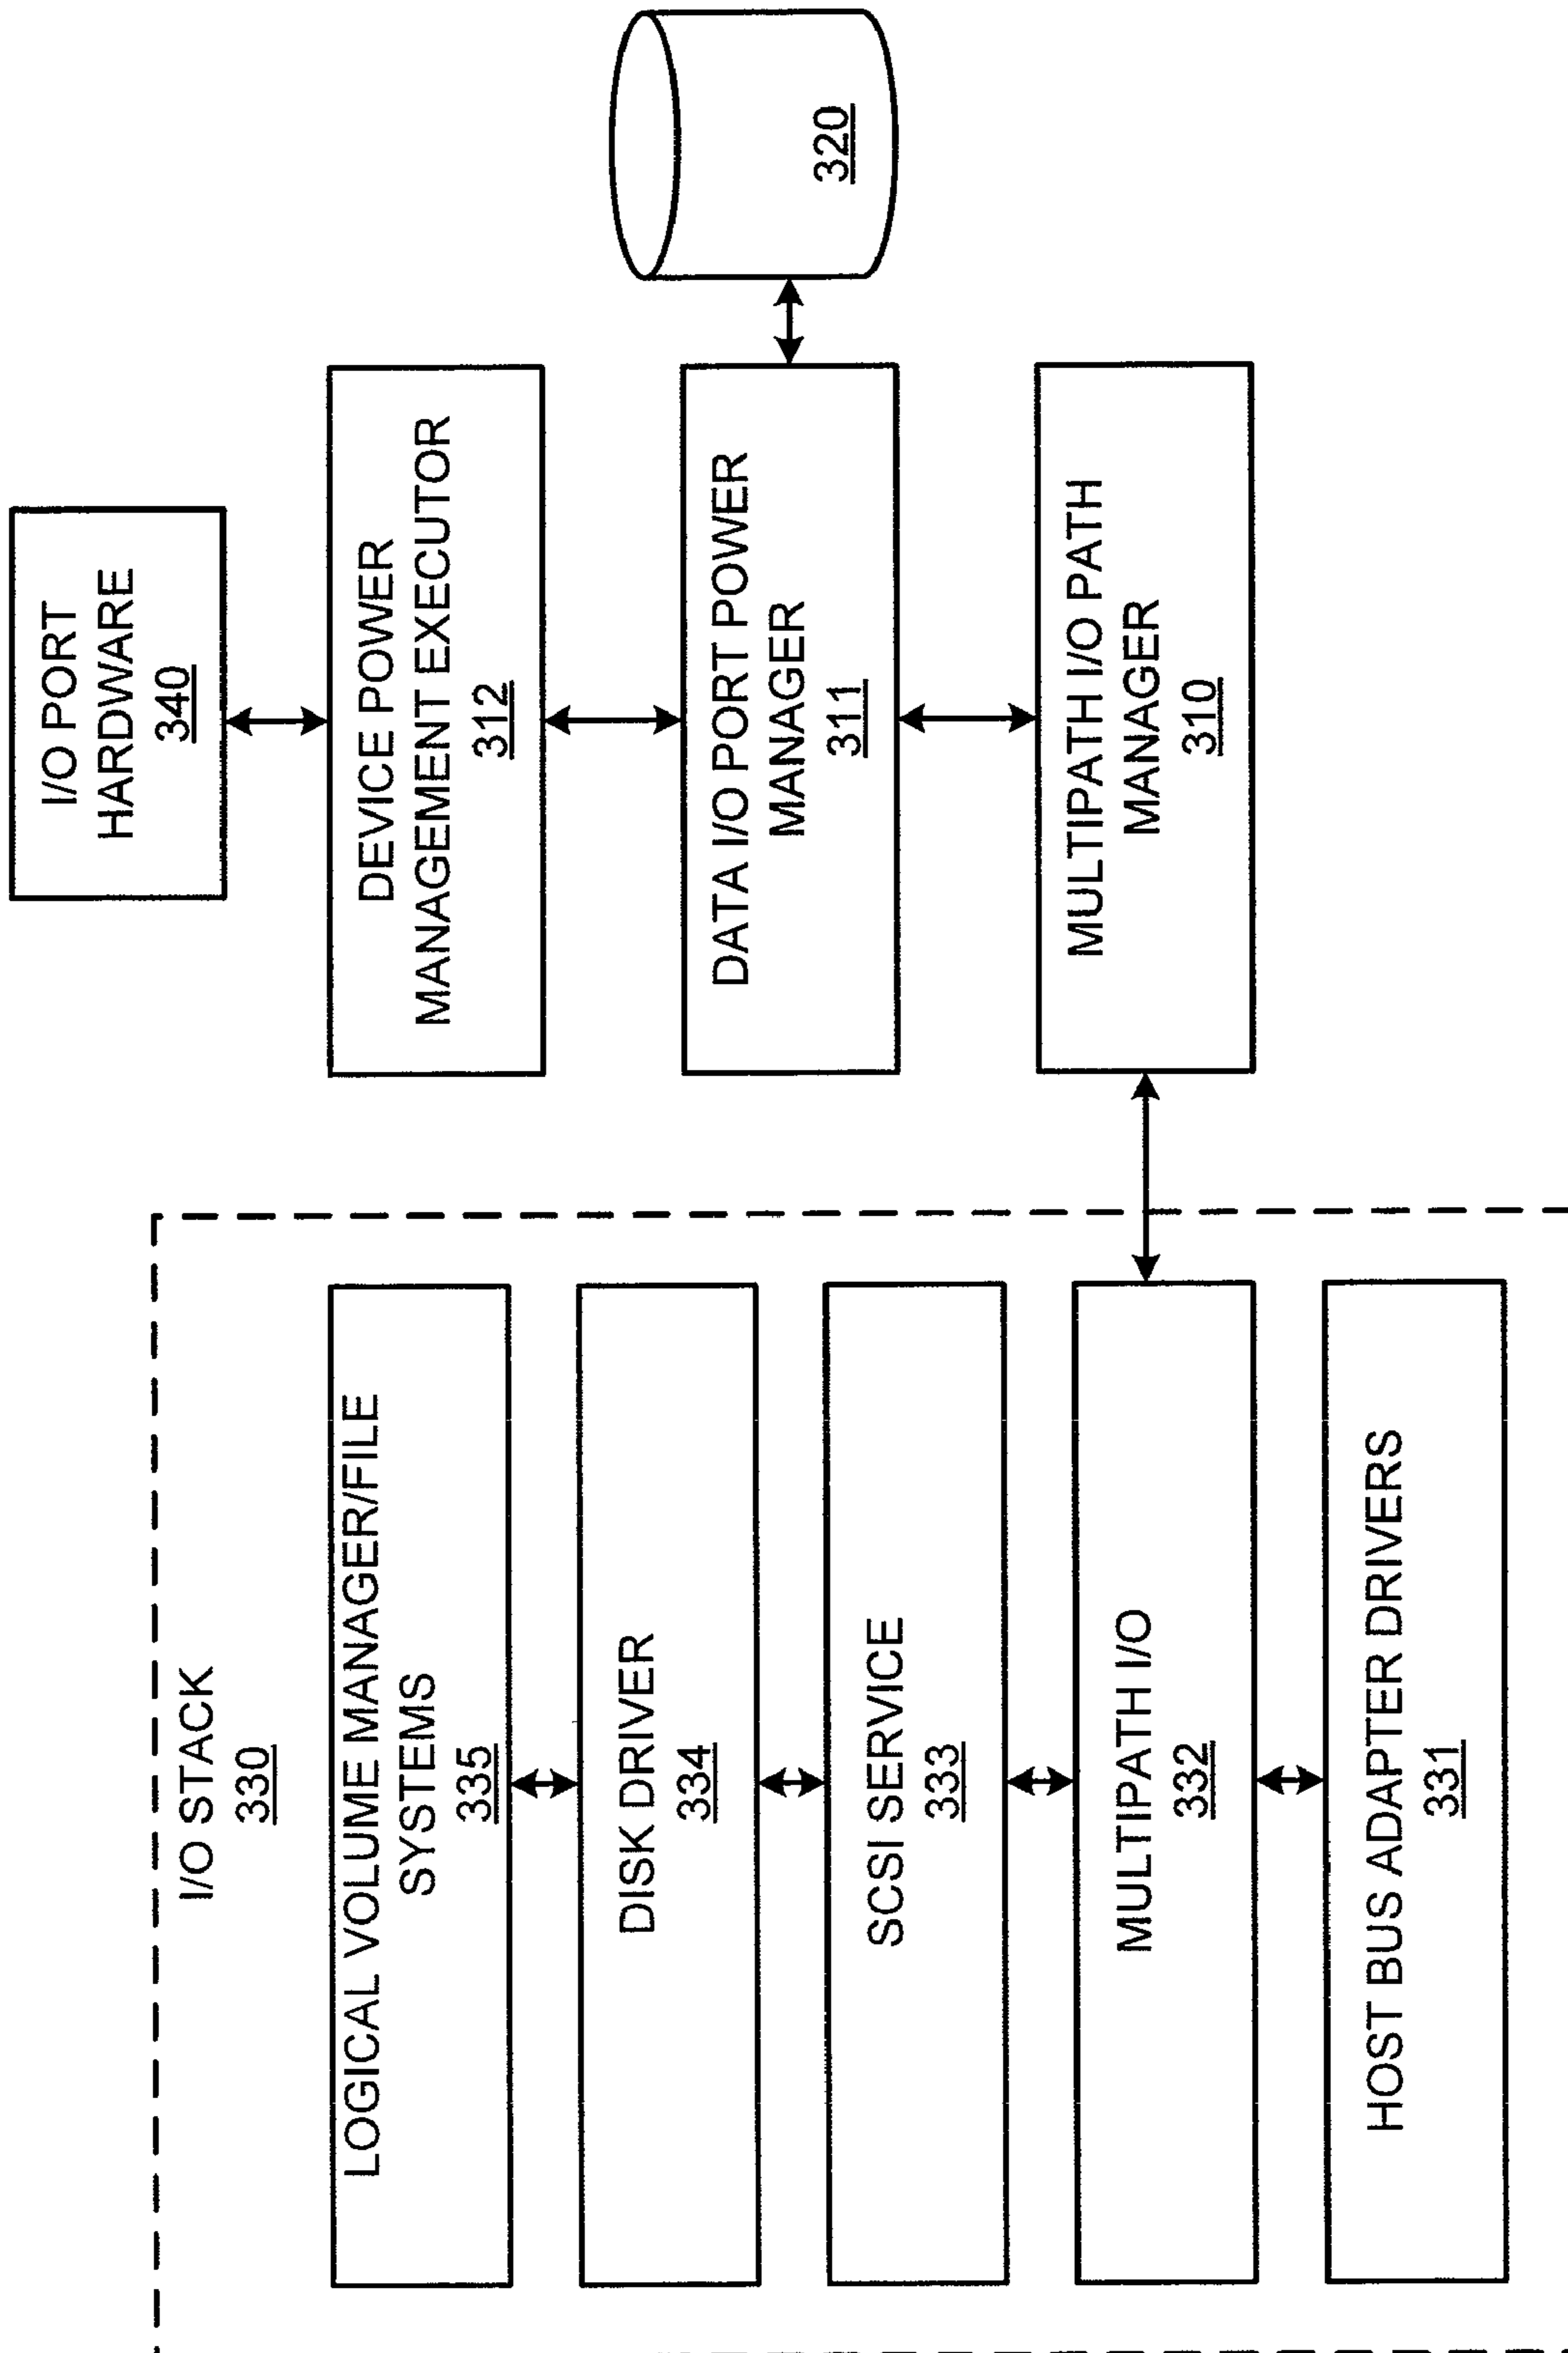 I/O STACK
330
LOGICAL VOLUME MANAGER/FILE
SYSTEMS
335
DISK DRIVER
334
SCSI SERVICE
333
MULTIPATH I/O
332
HOST BUS ADAPTER DRIVERS
331
I/O PORT
HARDWARE
340
DEVICE POWER
MANAGEMENT EXECUTOR
312
DATA I/O PORT POWER
MANAGER
311
MULTIPATH I/O PATH
MANAGER
310
320